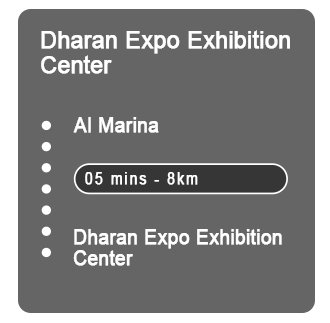 Dharan Expo Exhibition
Center
Al Marina
05 mins - 8km
Dharan Expo Exhibition
Center